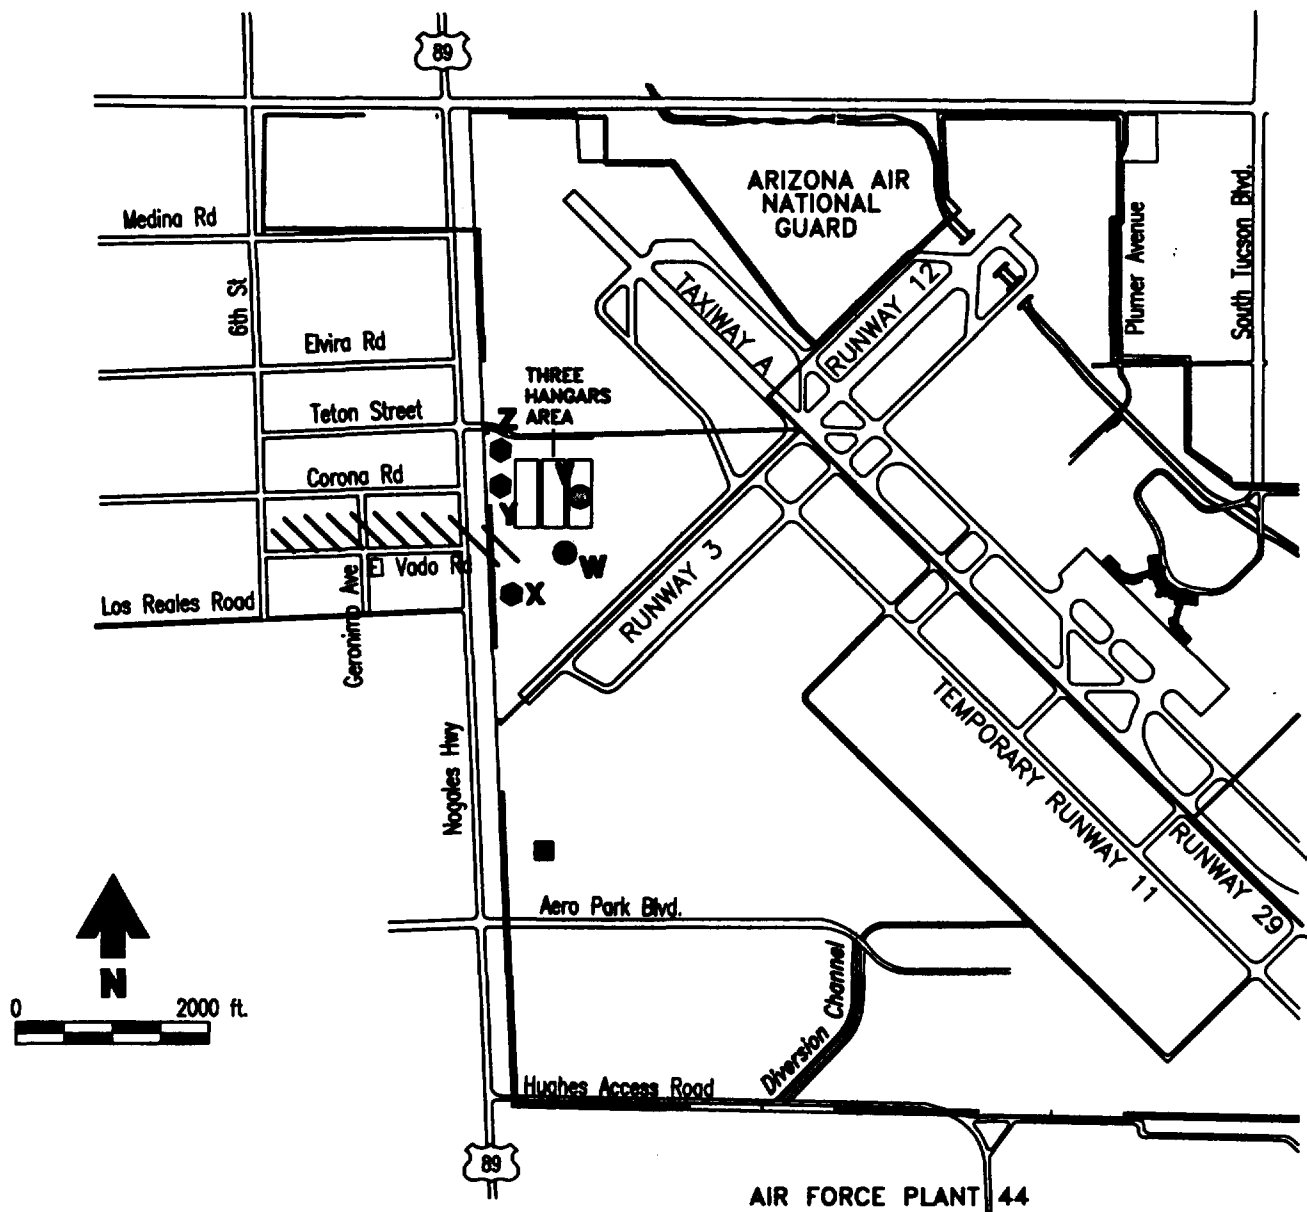 89
ARIZONA AIR
NATIONAL
GUARD
Medina Rd
6th St
Plumer Avenue
South Tucson Blvd.
TAXIWAY A
RUNWAY 12
Elvira Rd
THREE
HANGARS
AREA
Teton Street
Z
Corona Rd
V
Y
W
El Vado Rd
X
Los Reales Road
Geronimo Ave
RUNWAY 3
Nogales Hwy
TEMPORARY RUNWAY 11
RUNWAY 29
Aero Park Blvd.
N
0 2000 ft.
Diversion Channel
Hughes Access Road
89
AIR FORCE PLANT 44